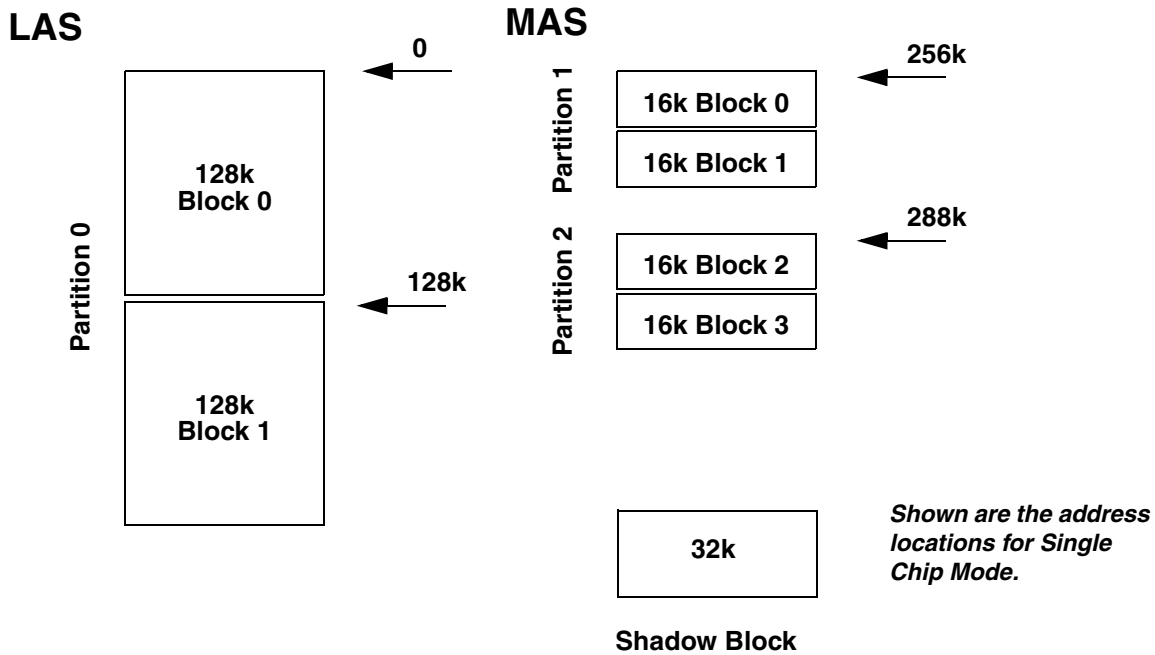 LAS
0
128k
Block 0
Partition 0
128k
128k
Block 1
MAS
256k
Partition 1
16k Block 0
16k Block 1
288k
Partition 2
16k Block 2
16k Block 3
32k
Shadow Block
Shown are the address
locations for Single
Chip Mode.